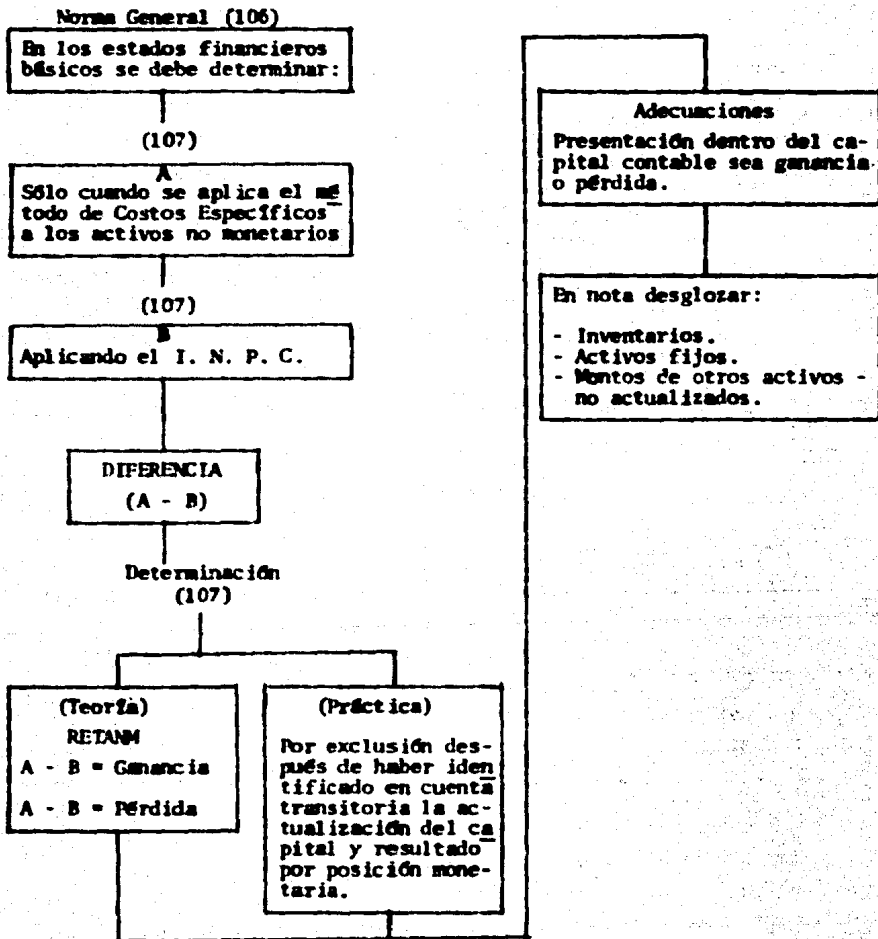 Norma General (106)
En los estados financieros
básicos se debe determinar:
(107)
A
Sólo cuando se aplica el mé
todo de Costos Específicos
a los activos no monetarios
(107)
B
Aplicando el I. N. P. C.
DIFERENCIA
(A - B)
Determinación
(107)
(Teoría)
RETANM
A - B = Ganancia
A - B = Pérdida
(Práctica)
Por exclusión des-
pués de haber iden
tificado en cuenta
transitoria la ac-
tualización del ca
pital y resultado
por posición mone-
taria.
Adecuaciones
Presentación dentro del ca-
pital contable sea ganancia
o pérdida.
En nota desglozar:
- Inventarios.
- Activos fijos.
- Montos de otros activos -
no actualizados.